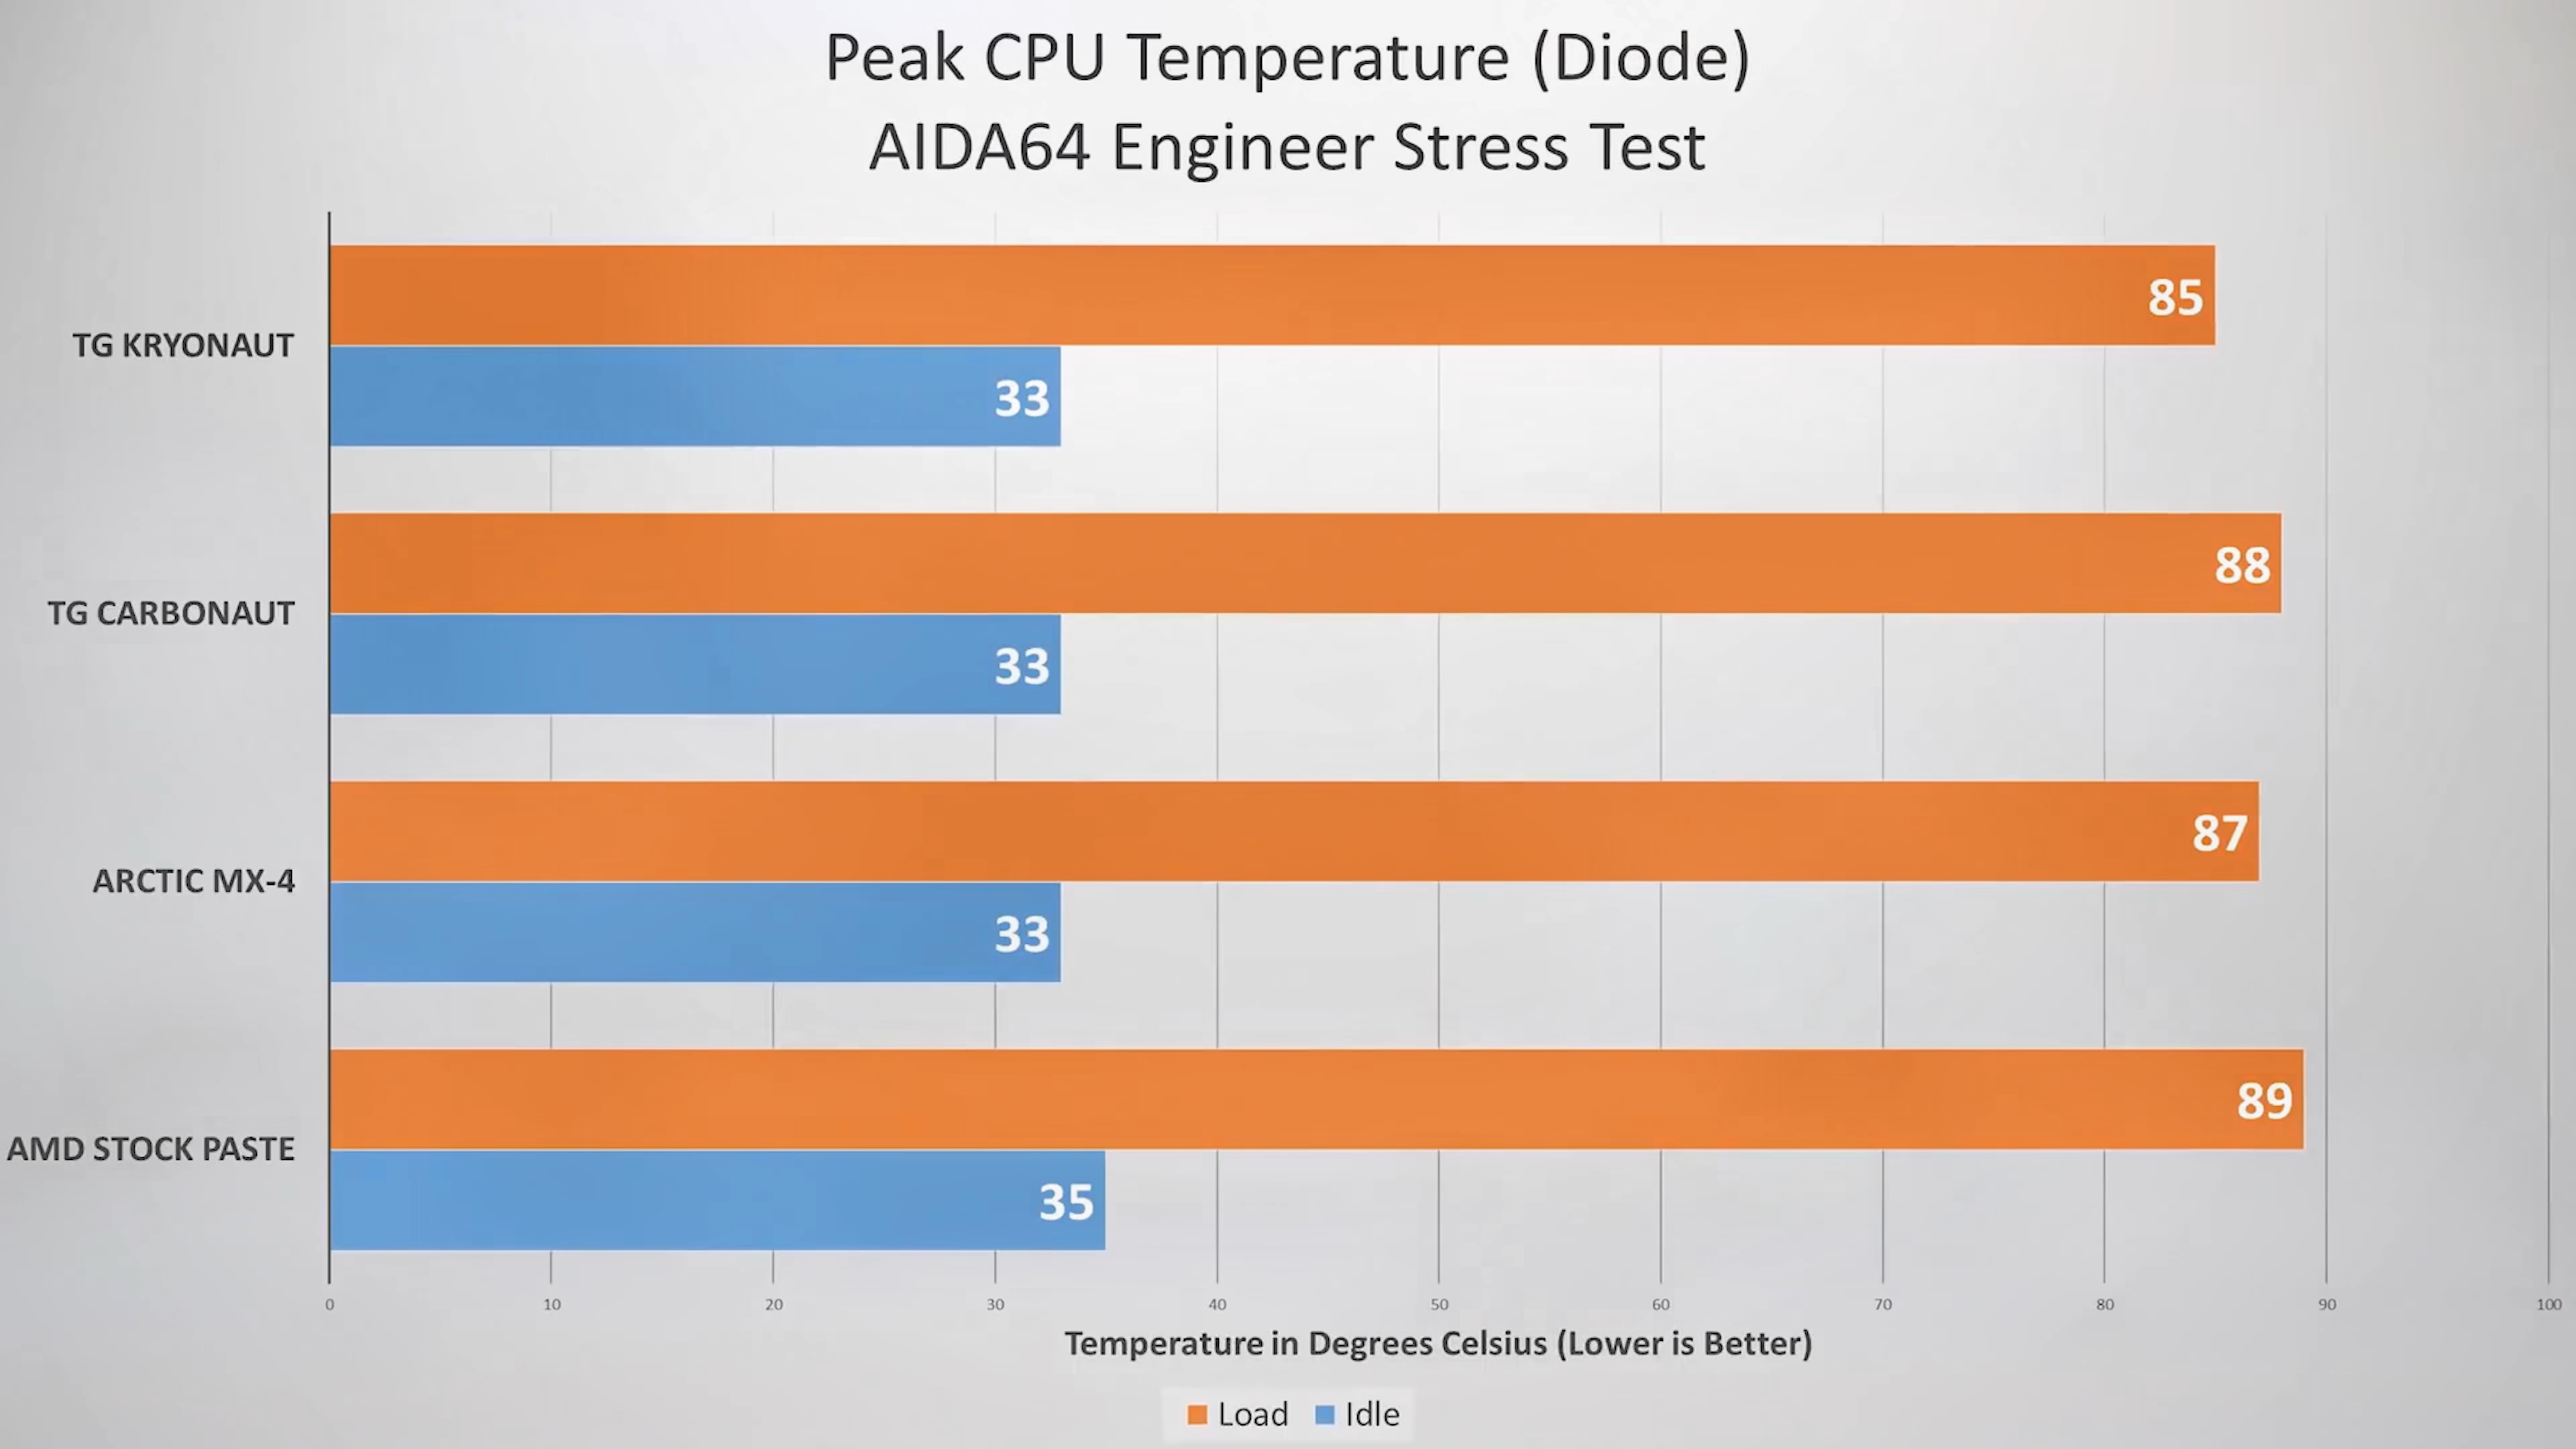 Peak CPU Temperature (Diode)
AIDA64 Engineer Stress Test
TG KRYONAUT
85
33
TG CARBONAUT
88
33
ARCTIC MX-4
87
33
AMD STOCK PASTE
89
35
0 10 20 30 40 50 60 70 80 90 100
Temperature in Degrees Celsius (Lower is Better)
Load Idle